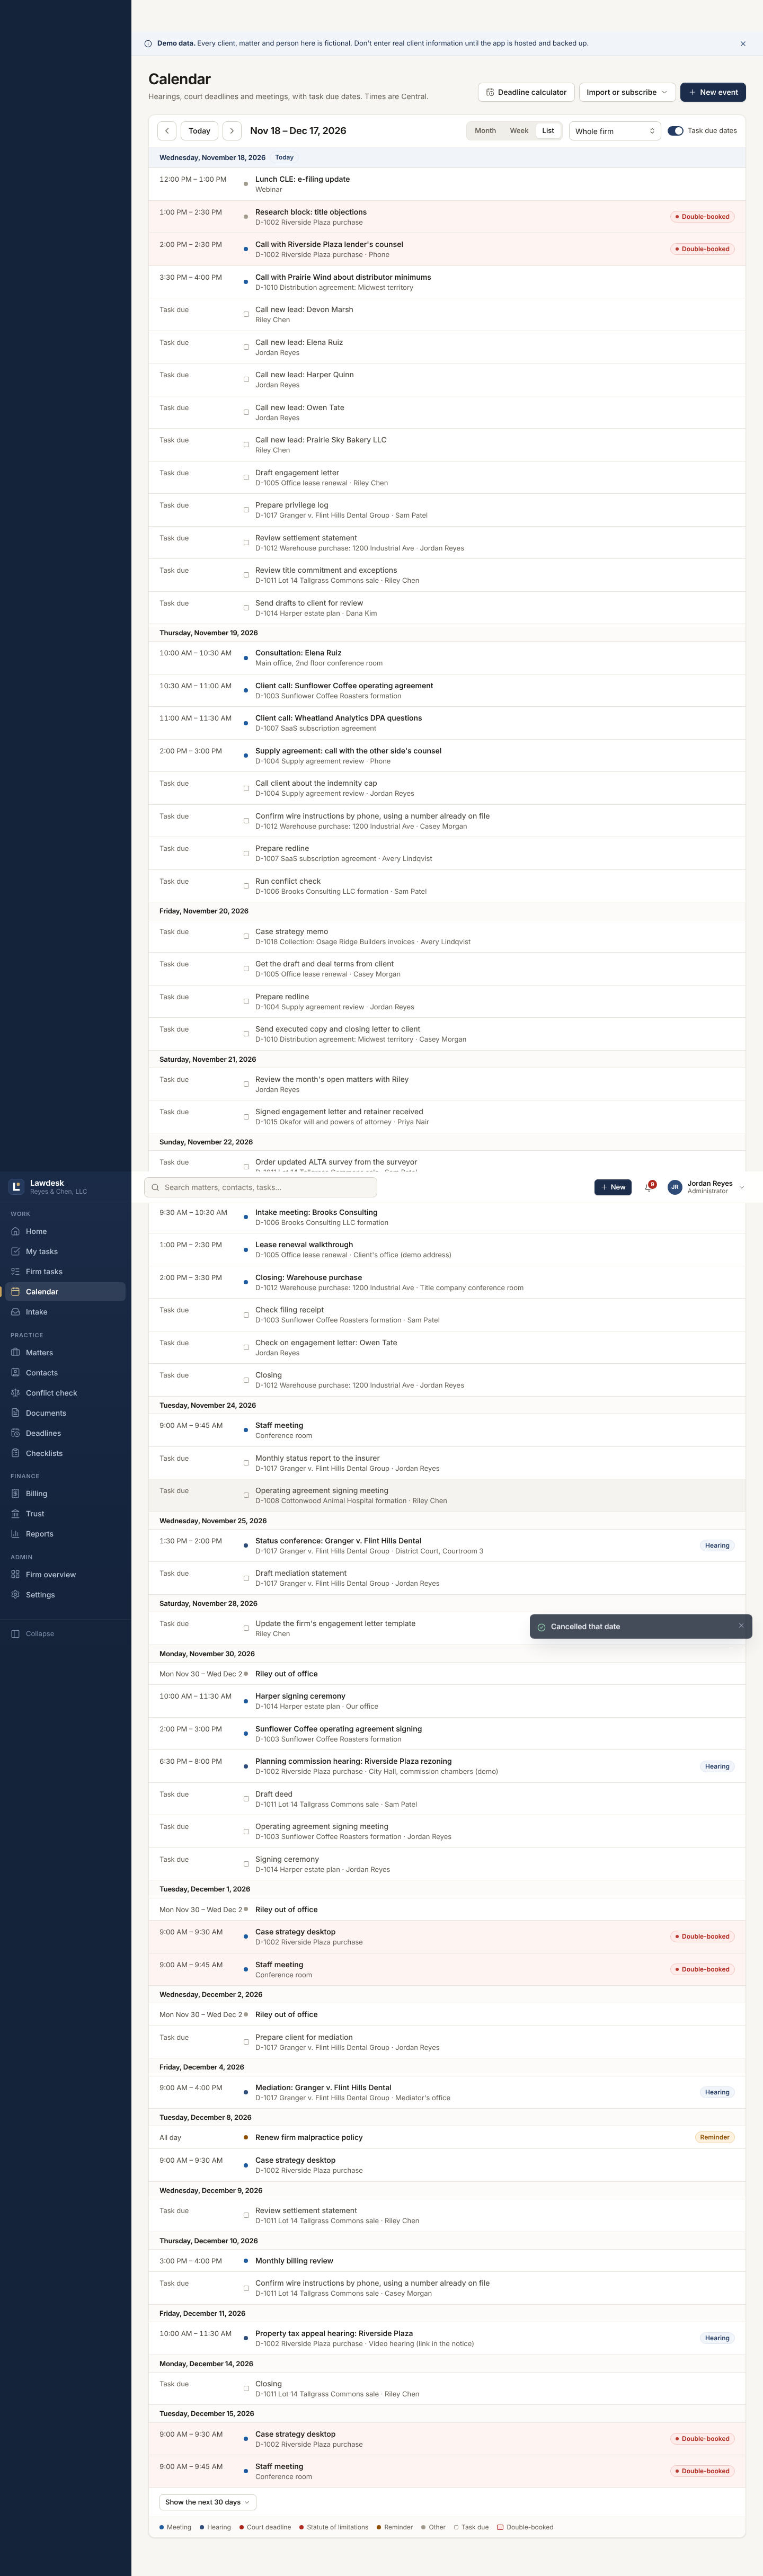 Demo data. Every client, matter and person here is fictional. Don't enter real client information until the app is hosted and backed up.
Calendar
Hearings, court deadlines and meetings, with task due dates. Times are Central.
Deadline calculator
Import or subscribe
New event
Today
Nov 18 – Dec 17, 2026
Month
Week
List
Whole firm
Task due dates
Wednesday, November 18, 2026
Today
12:00 PM – 1:00 PM
Lunch CLE: e-filing update
Webinar
1:00 PM – 2:30 PM
Research block: title objections
D-1002 Riverside Plaza purchase
Double-booked
2:00 PM – 2:30 PM
Call with Riverside Plaza lender's counsel
D-1002 Riverside Plaza purchase · Phone
Double-booked
3:30 PM – 4:00 PM
Call with Prairie Wind about distributor minimums
D-1010 Distribution agreement: Midwest territory
Task due
Call new lead: Devon Marsh
Riley Chen
Task due
Call new lead: Elena Ruiz
Jordan Reyes
Task due
Call new lead: Harper Quinn
Jordan Reyes
Task due
Call new lead: Owen Tate
Jordan Reyes
Task due
Call new lead: Prairie Sky Bakery LLC
Riley Chen
Task due
Draft engagement letter
D-1005 Office lease renewal · Riley Chen
Task due
Prepare privilege log
D-1017 Granger v. Flint Hills Dental Group · Sam Patel
Task due
Review settlement statement
D-1012 Warehouse purchase: 1200 Industrial Ave · Jordan Reyes
Task due
Review title commitment and exceptions
D-1011 Lot 14 Tallgrass Commons sale · Riley Chen
Task due
Send drafts to client for review
D-1014 Harper estate plan · Dana Kim
Thursday, November 19, 2026
10:00 AM – 10:30 AM
Consultation: Elena Ruiz
Main office, 2nd floor conference room
10:30 AM – 11:00 AM
Client call: Sunflower Coffee operating agreement
D-1003 Sunflower Coffee Roasters formation
11:00 AM – 11:30 AM
Client call: Wheatland Analytics DPA questions
D-1007 SaaS subscription agreement
2:00 PM – 3:00 PM
Supply agreement: call with the other side's counsel
D-1004 Supply agreement review · Phone
Task due
Call client about the indemnity cap
D-1004 Supply agreement review · Jordan Reyes
Task due
Confirm wire instructions by phone, using a number already on file
D-1012 Warehouse purchase: 1200 Industrial Ave · Casey Morgan
Task due
Prepare redline
D-1007 SaaS subscription agreement · Avery Lindqvist
Task due
Run conflict check
D-1006 Brooks Consulting LLC formation · Sam Patel
Friday, November 20, 2026
Task due
Case strategy memo
D-1018 Collection: Osage Ridge Builders invoices · Avery Lindqvist
Task due
Get the draft and deal terms from client
D-1005 Office lease renewal · Casey Morgan
Task due
Prepare redline
D-1004 Supply agreement review · Jordan Reyes
Task due
Send executed copy and closing letter to client
D-1010 Distribution agreement: Midwest territory · Casey Morgan
Saturday, November 21, 2026
Task due
Review the month's open matters with Riley
Jordan Reyes
Task due
Signed engagement letter and retainer received
D-1015 Okafor will and powers of attorney · Priya Nair
Sunday, November 22, 2026
Task due
Order updated ALTA survey from the surveyor
Lawdesk
Reyes & Chen, LLC
Search matters, contacts, tasks...
New
Jordan Reyes
Administrator
JR
WORK
Home
My tasks
Firm tasks
Calendar
Intake
PRACTICE
Matters
Contacts
Conflict check
Documents
Deadlines
Checklists
FINANCE
Billing
Trust
Reports
ADMIN
Firm overview
Settings
Collapse
9:30 AM – 10:30 AM
Intake meeting: Brooks Consulting
D-1006 Brooks Consulting LLC formation
1:00 PM – 2:30 PM
Lease renewal walkthrough
D-1005 Office lease renewal · Client's office (demo address)
2:00 PM – 3:30 PM
Closing: Warehouse purchase
D-1012 Warehouse purchase: 1200 Industrial Ave · Title company conference room
Task due
Check filing receipt
D-1003 Sunflower Coffee Roasters formation · Sam Patel
Task due
Check on engagement letter: Owen Tate
Jordan Reyes
Task due
Closing
D-1012 Warehouse purchase: 1200 Industrial Ave · Jordan Reyes
Tuesday, November 24, 2026
9:00 AM – 9:45 AM
Staff meeting
Conference room
Task due
Monthly status report to the insurer
D-1017 Granger v. Flint Hills Dental Group · Jordan Reyes
Task due
Operating agreement signing meeting
D-1008 Cottonwood Animal Hospital formation · Riley Chen
Wednesday, November 25, 2026
1:30 PM – 2:00 PM
Status conference: Granger v. Flint Hills Dental
D-1017 Granger v. Flint Hills Dental Group · District Court, Courtroom 3
Hearing
Task due
Draft mediation statement
D-1017 Granger v. Flint Hills Dental Group · Jordan Reyes
Saturday, November 28, 2026
Task due
Update the firm's engagement letter template
Riley Chen
Cancelled that date
Monday, November 30, 2026
Mon Nov 30 – Wed Dec 2
Riley out of office
10:00 AM – 11:30 AM
Harper signing ceremony
D-1014 Harper estate plan · Our office
2:00 PM – 3:00 PM
Sunflower Coffee operating agreement signing
D-1003 Sunflower Coffee Roasters formation
6:30 PM – 8:00 PM
Planning commission hearing: Riverside Plaza rezoning
D-1002 Riverside Plaza purchase · City Hall, commission chambers (demo)
Hearing
Task due
Draft deed
D-1011 Lot 14 Tallgrass Commons sale · Sam Patel
Task due
Operating agreement signing meeting
D-1003 Sunflower Coffee Roasters formation · Jordan Reyes
Task due
Signing ceremony
D-1014 Harper estate plan · Jordan Reyes
Tuesday, December 1, 2026
Mon Nov 30 – Wed Dec 2
Riley out of office
9:00 AM – 9:30 AM
Case strategy desktop
D-1002 Riverside Plaza purchase
Double-booked
9:00 AM – 9:45 AM
Staff meeting
Conference room
Double-booked
Wednesday, December 2, 2026
Mon Nov 30 – Wed Dec 2
Riley out of office
Task due
Prepare client for mediation
D-1017 Granger v. Flint Hills Dental Group · Jordan Reyes
Friday, December 4, 2026
9:00 AM – 4:00 PM
Mediation: Granger v. Flint Hills Dental
D-1017 Granger v. Flint Hills Dental Group · Mediator's office
Hearing
Tuesday, December 8, 2026
All day
Renew firm malpractice policy
Reminder
9:00 AM – 9:30 AM
Case strategy desktop
D-1002 Riverside Plaza purchase
Wednesday, December 9, 2026
Task due
Review settlement statement
D-1011 Lot 14 Tallgrass Commons sale · Riley Chen
Thursday, December 10, 2026
3:00 PM – 4:00 PM
Monthly billing review
Task due
Confirm wire instructions by phone, using a number already on file
D-1011 Lot 14 Tallgrass Commons sale · Casey Morgan
Friday, December 11, 2026
10:00 AM – 11:30 AM
Property tax appeal hearing: Riverside Plaza
D-1002 Riverside Plaza purchase · Video hearing (link in the notice)
Hearing
Monday, December 14, 2026
Task due
Closing
D-1011 Lot 14 Tallgrass Commons sale · Riley Chen
Tuesday, December 15, 2026
9:00 AM – 9:30 AM
Case strategy desktop
D-1002 Riverside Plaza purchase
Double-booked
9:00 AM – 9:45 AM
Staff meeting
Conference room
Double-booked
Show the next 30 days
Meeting
Hearing
Court deadline
Statute of limitations
Reminder
Other
Task due
Double-booked